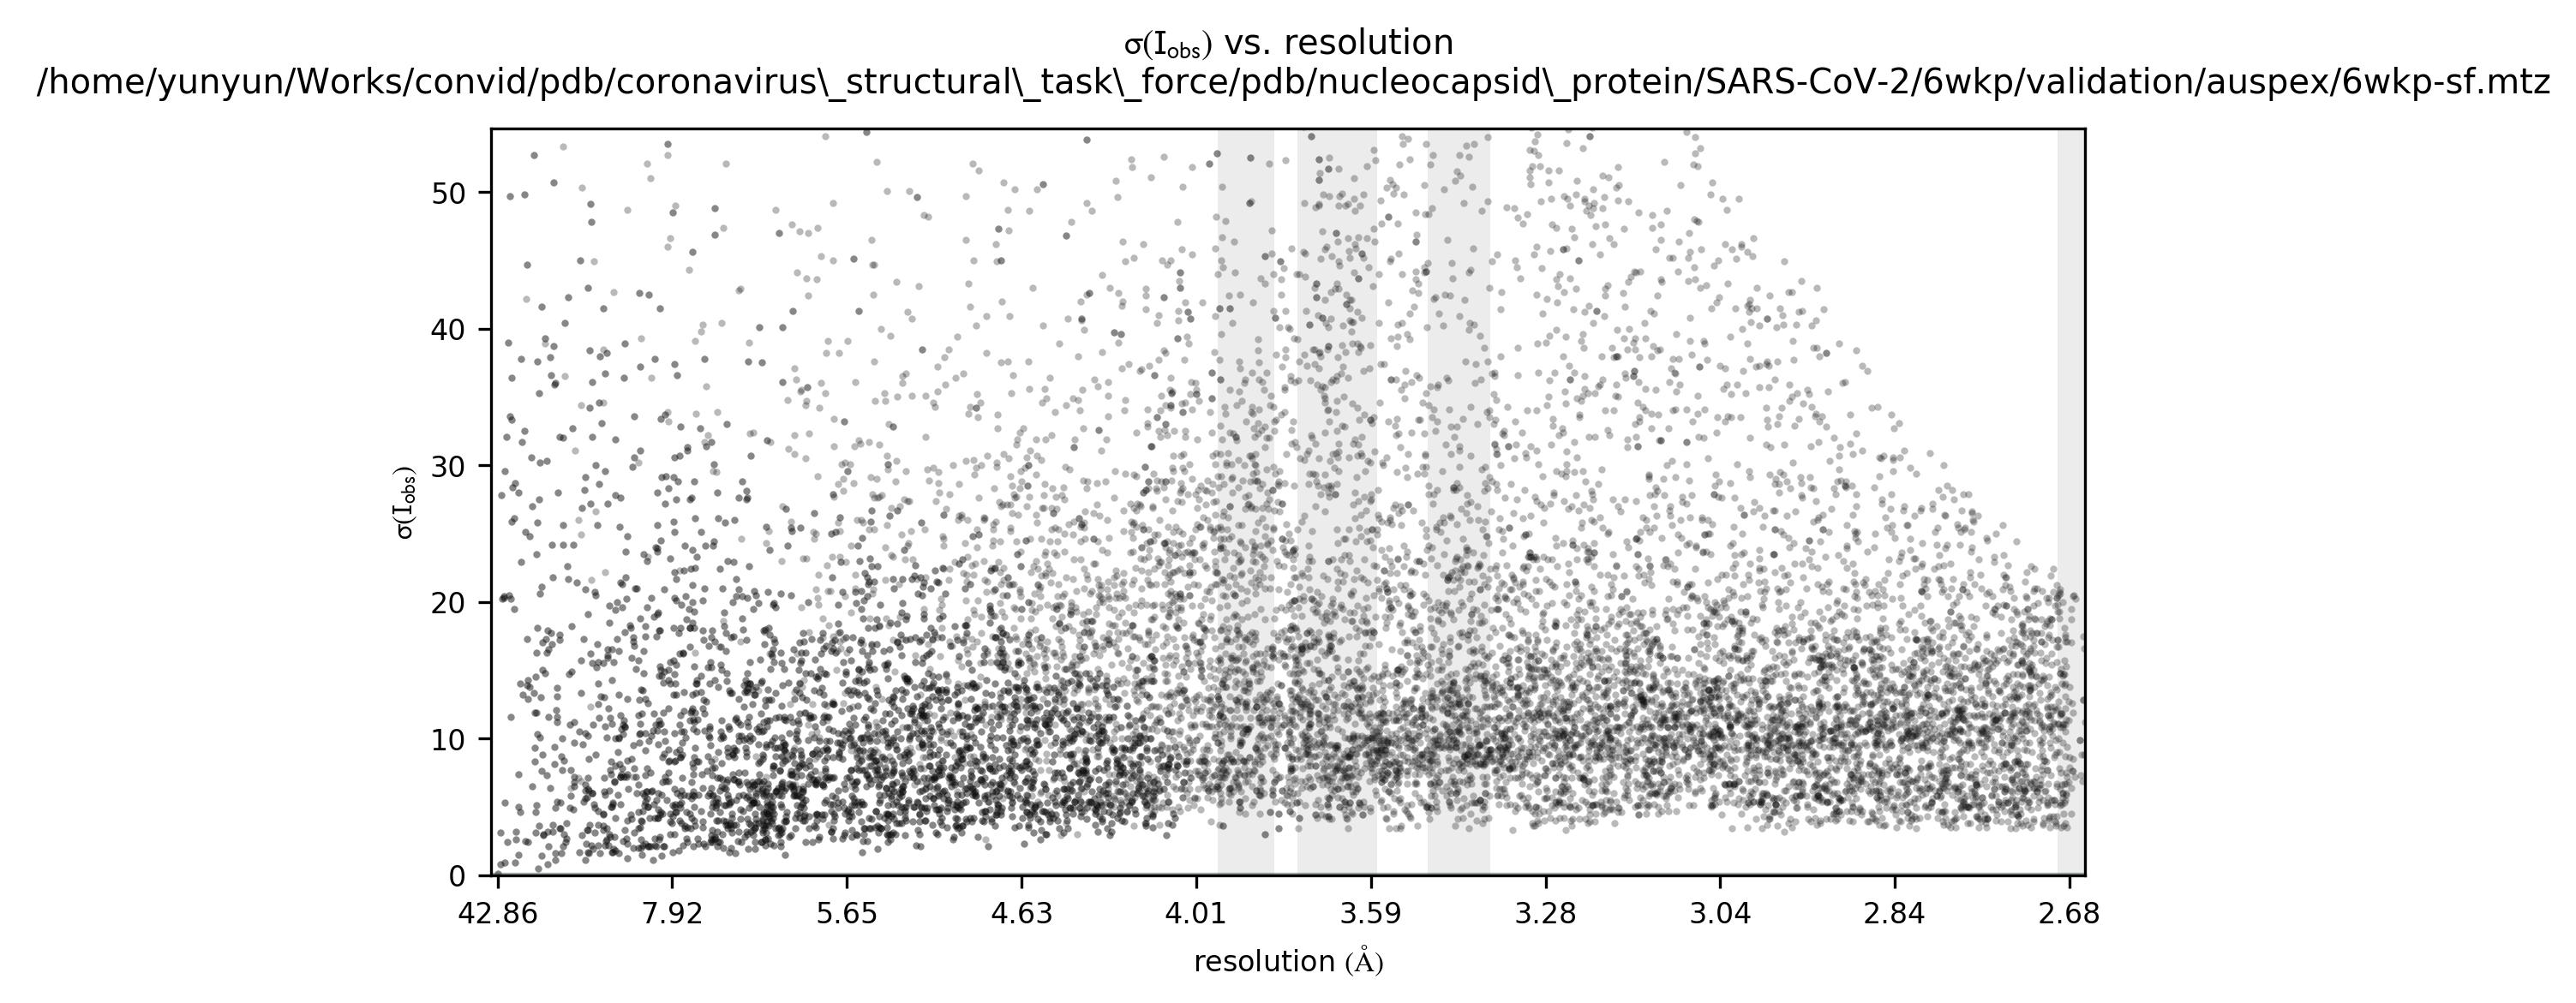 σ(I_obs) vs. resolution
/home/yunyun/Works/convid/pdb/coronavirus\_structural\_task\_force/pdb/nucleocapsid\_protein/SARS-CoV-2/6wkp/validation/auspex/6wkp-sf.mtz
50
40
30
20
10
0
σ(I_obs)
42.86 7.92 5.65 4.63 4.01 3.59 3.28 3.04 2.84 2.68
resolution (Å)